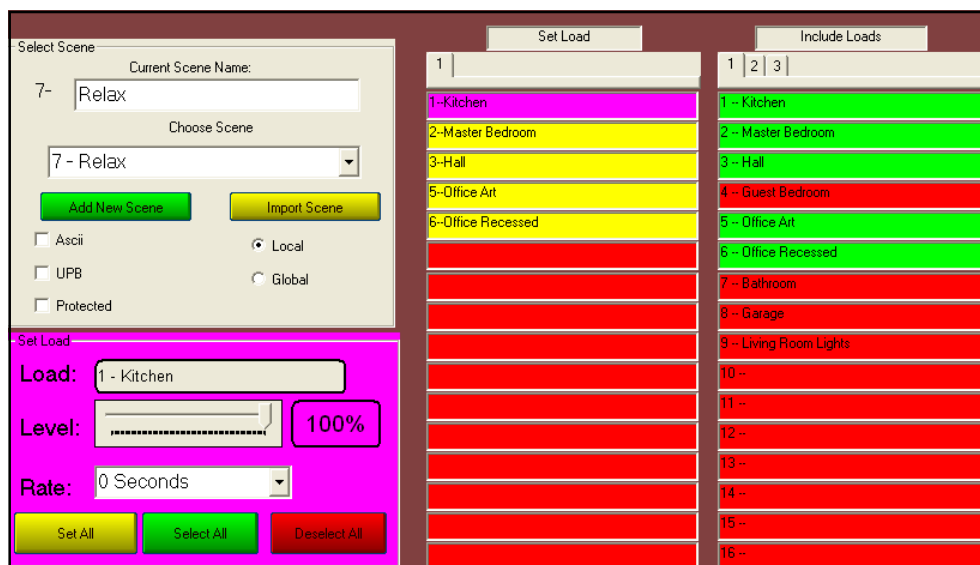 Select Scene
Current Scene Name:
7- Relax
Choose Scene
7 - Relax
Add New Scene Import Scene
Ascii
Local
UPB
Global
Protected
Set Load
Load: 1 - Kitchen
Level: 100%
Rate: 0 Seconds
Set All Select All Deselect All
Set Load
1
1--Kitchen
2--Master Bedroom
3--Hall
5--Office Art
6--Office Recessed
Include Loads
1 2 3
1 -- Kitchen
2 -- Master Bedroom
3 -- Hall
4 -- Guest Bedroom
5 -- Office Art
6 -- Office Recessed
7 -- Bathroom
8 -- Garage
9 -- Living Room Lights
10 --
11 --
12 --
13 --
14 --
15 --
16 --